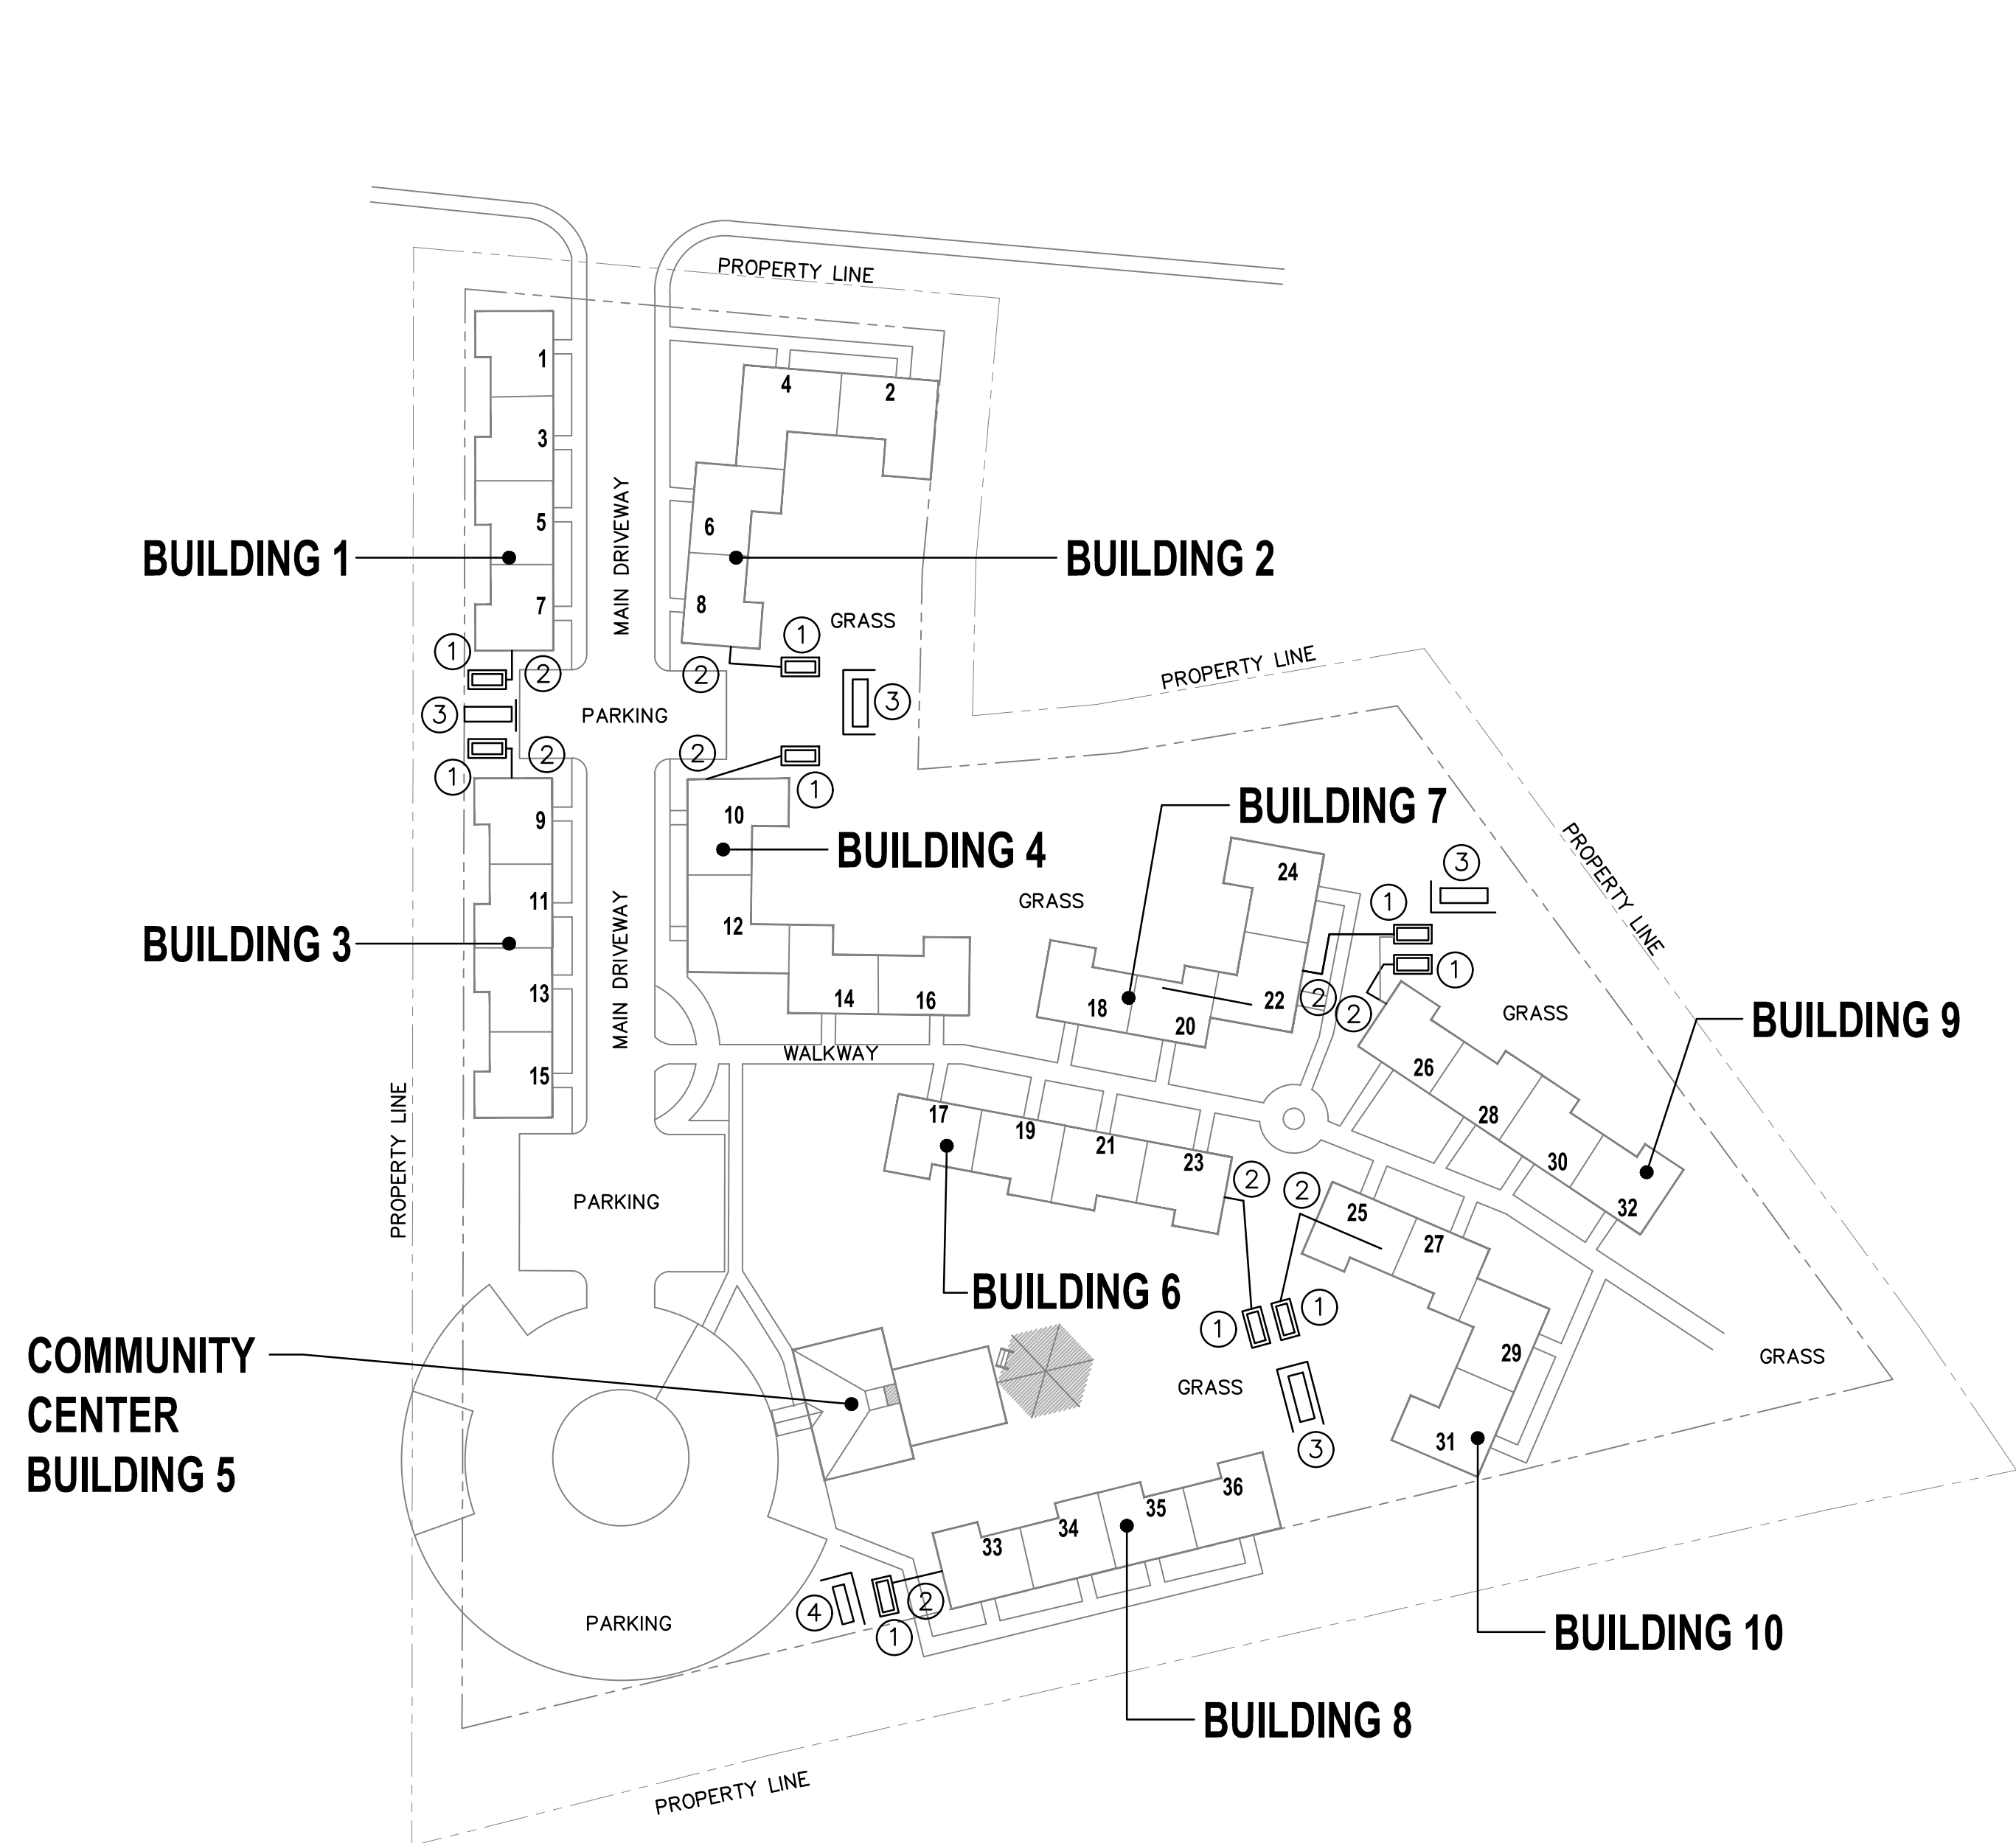 PROPERTY LINE
1
4
2
3
MAIN DRIVEWAY
5
6
BUILDING 1
BUILDING 2
7
8
GRASS
1
1
2
2
PROPERTY LINE
3
PARKING
3
2
2
1
1
BUILDING 7
9
10
BUILDING 4
PROPERTY LINE
3
24
11
12
GRASS
1
BUILDING 3
MAIN DRIVEWAY
1
13
14
16
18
20
22
2
2
GRASS
BUILDING 9
WALKWAY
15
PROPERTY LINE
17
19
21
23
26
28
30
32
2
2
25
27
PARKING
BUILDING 6
1
1
29
COMMUNITY
CENTER
BUILDING 5
GRASS
GRASS
31
3
33
34
35
36
4
2
1
PARKING
BUILDING 10
BUILDING 8
PROPERTY LINE